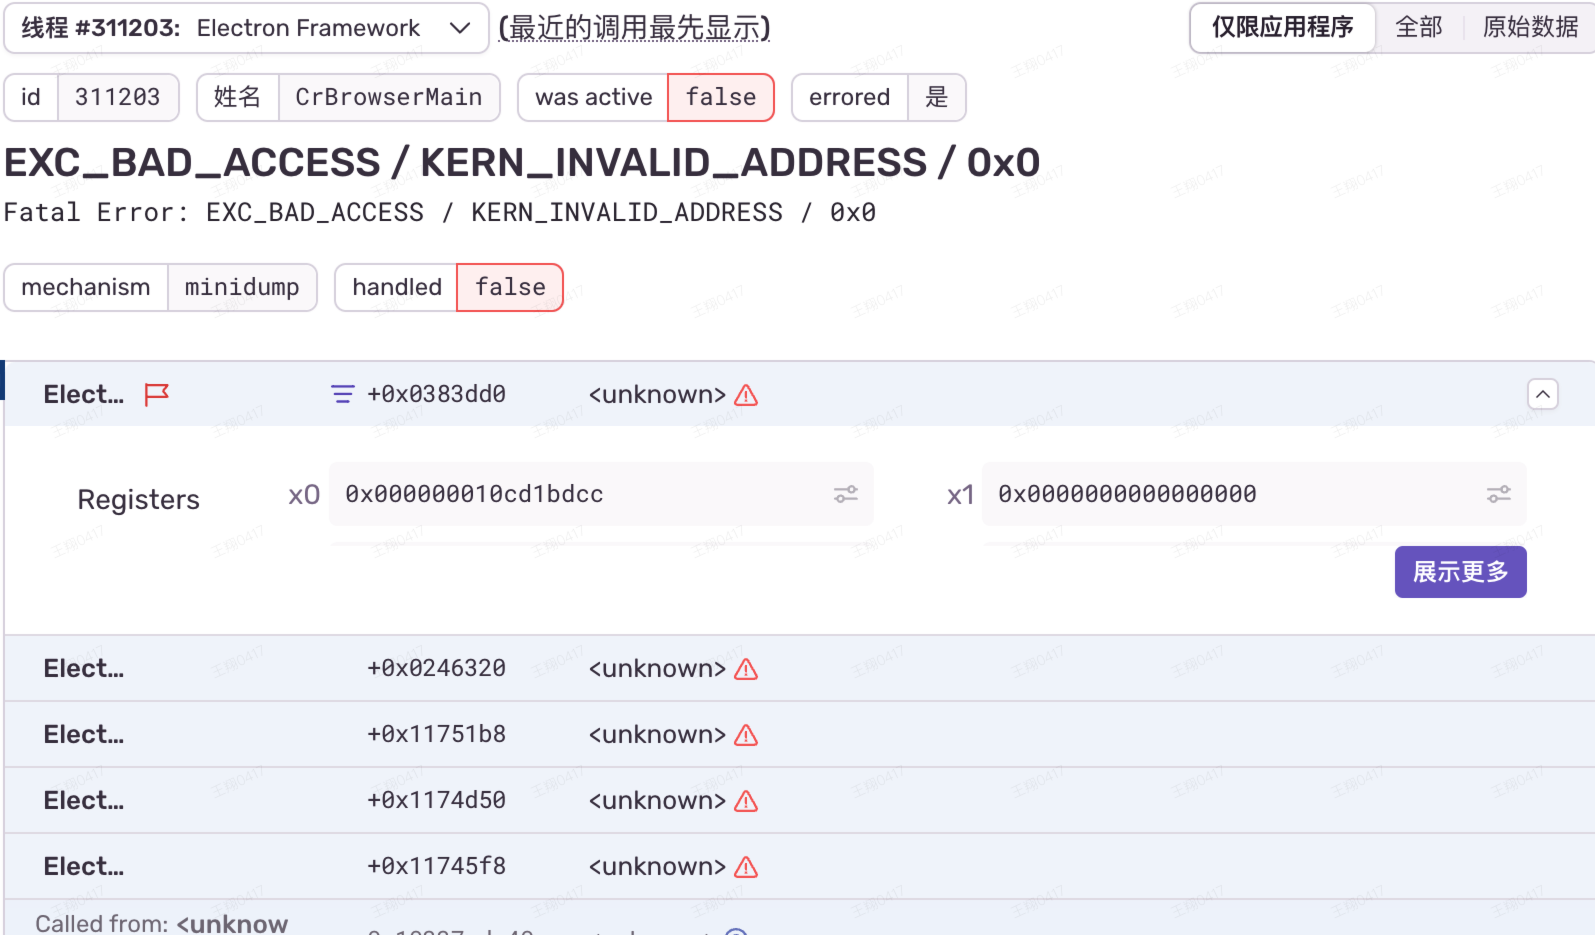 线程 #311203: Electron Framework (最近的调用最先显示) 仅限应用程序 全部 原始数据
id 311203 姓名 CrBrowserMain was active false errored 是
EXC_BAD_ACCESS / KERN_INVALID_ADDRESS / 0x0
Fatal Error: EXC_BAD_ACCESS / KERN_INVALID_ADDRESS / 0x0
mechanism minidump handled false
Elect... +0x0383dd0 <unknown>
Registers x0 0x000000010cd1bdcc x1 0x0000000000000000
展示更多
Elect... +0x0246320 <unknown>
Elect... +0x11751b8 <unknown>
Elect... +0x1174d50 <unknown>
Elect... +0x11745f8 <unknown>
Called from: <unknow